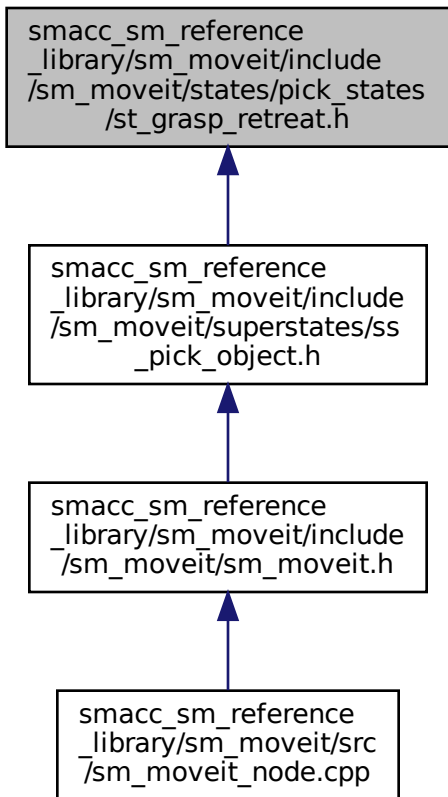 smacc_sm_reference
_library/sm_moveit/include
/sm_moveit/states/pick_states
/st_grasp_retreat.h
smacc_sm_reference
_library/sm_moveit/include
/sm_moveit/superstates/ss
_pick_object.h
smacc_sm_reference
_library/sm_moveit/include
/sm_moveit/sm_moveit.h
smacc_sm_reference
_library/sm_moveit/src
/sm_moveit_node.cpp